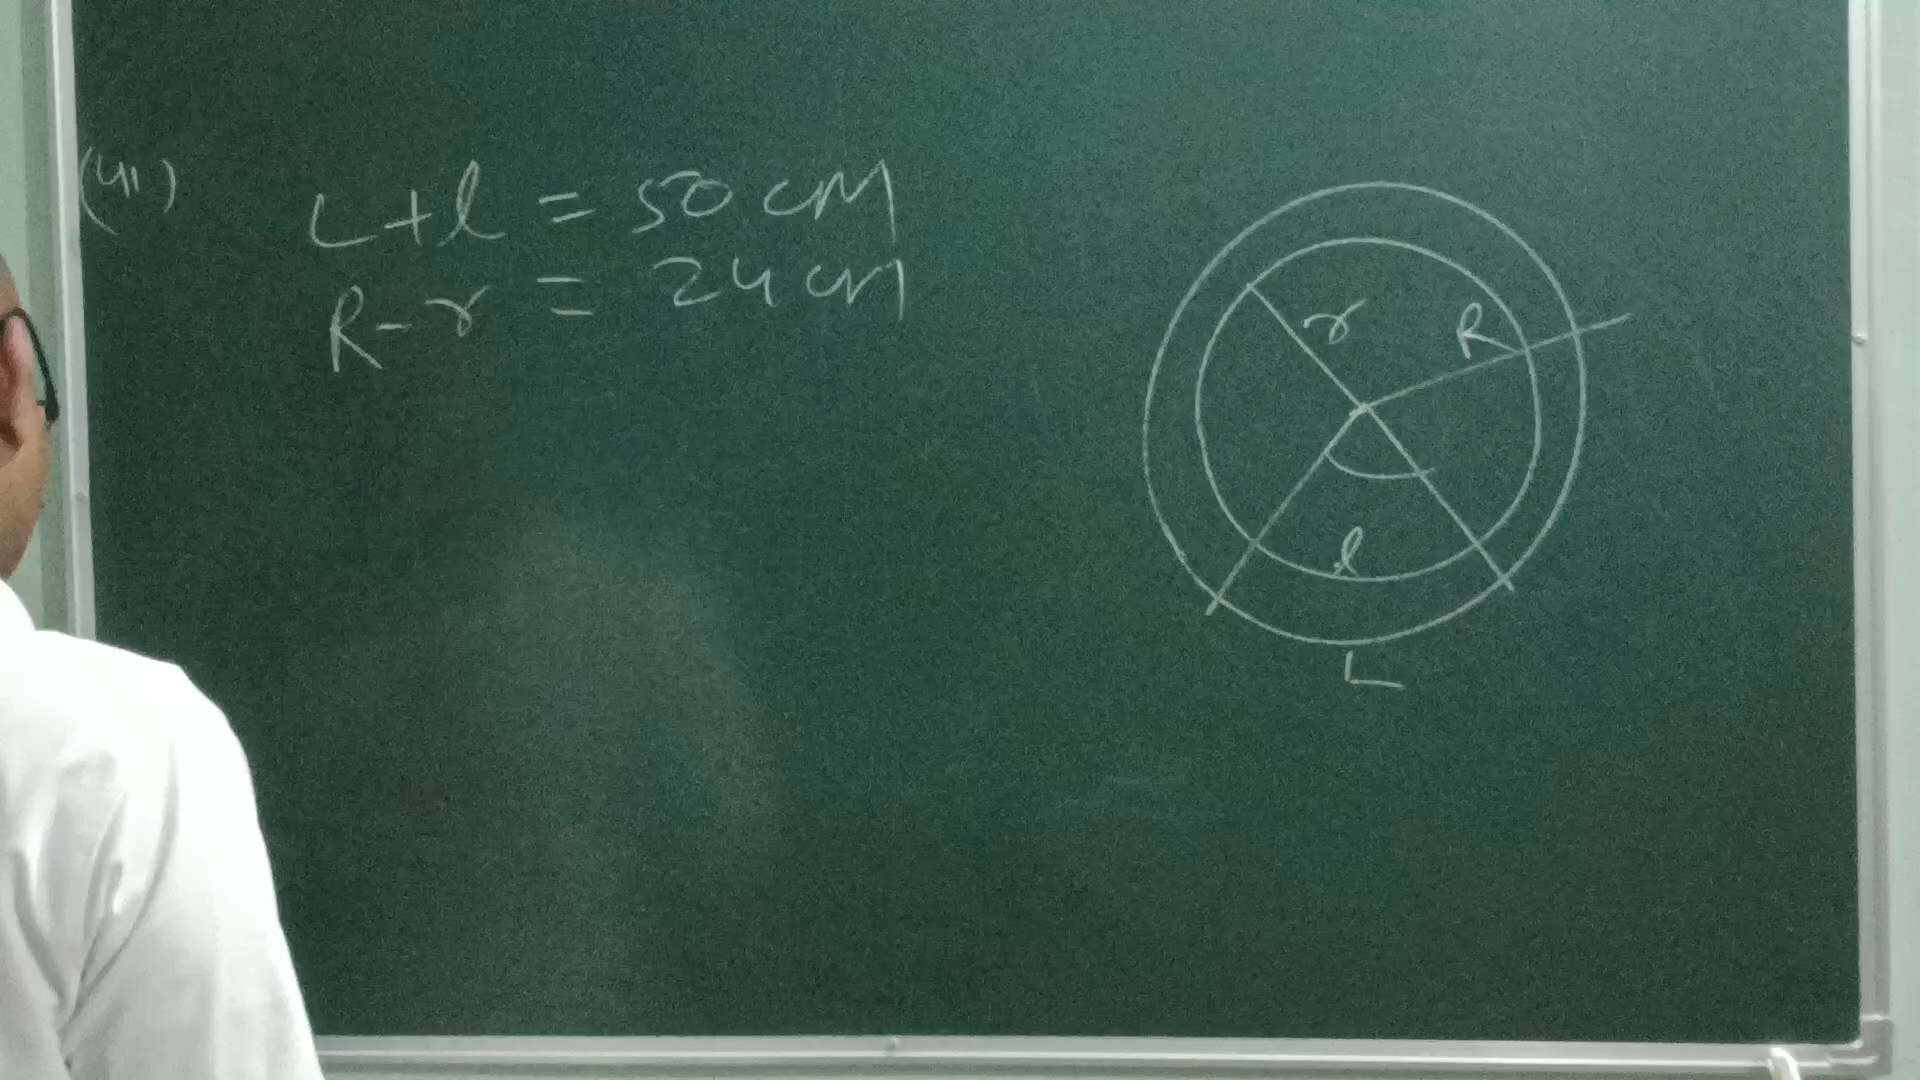 (41)
L+l = 50 cm
R-r = 24 cm
r
R
l
L